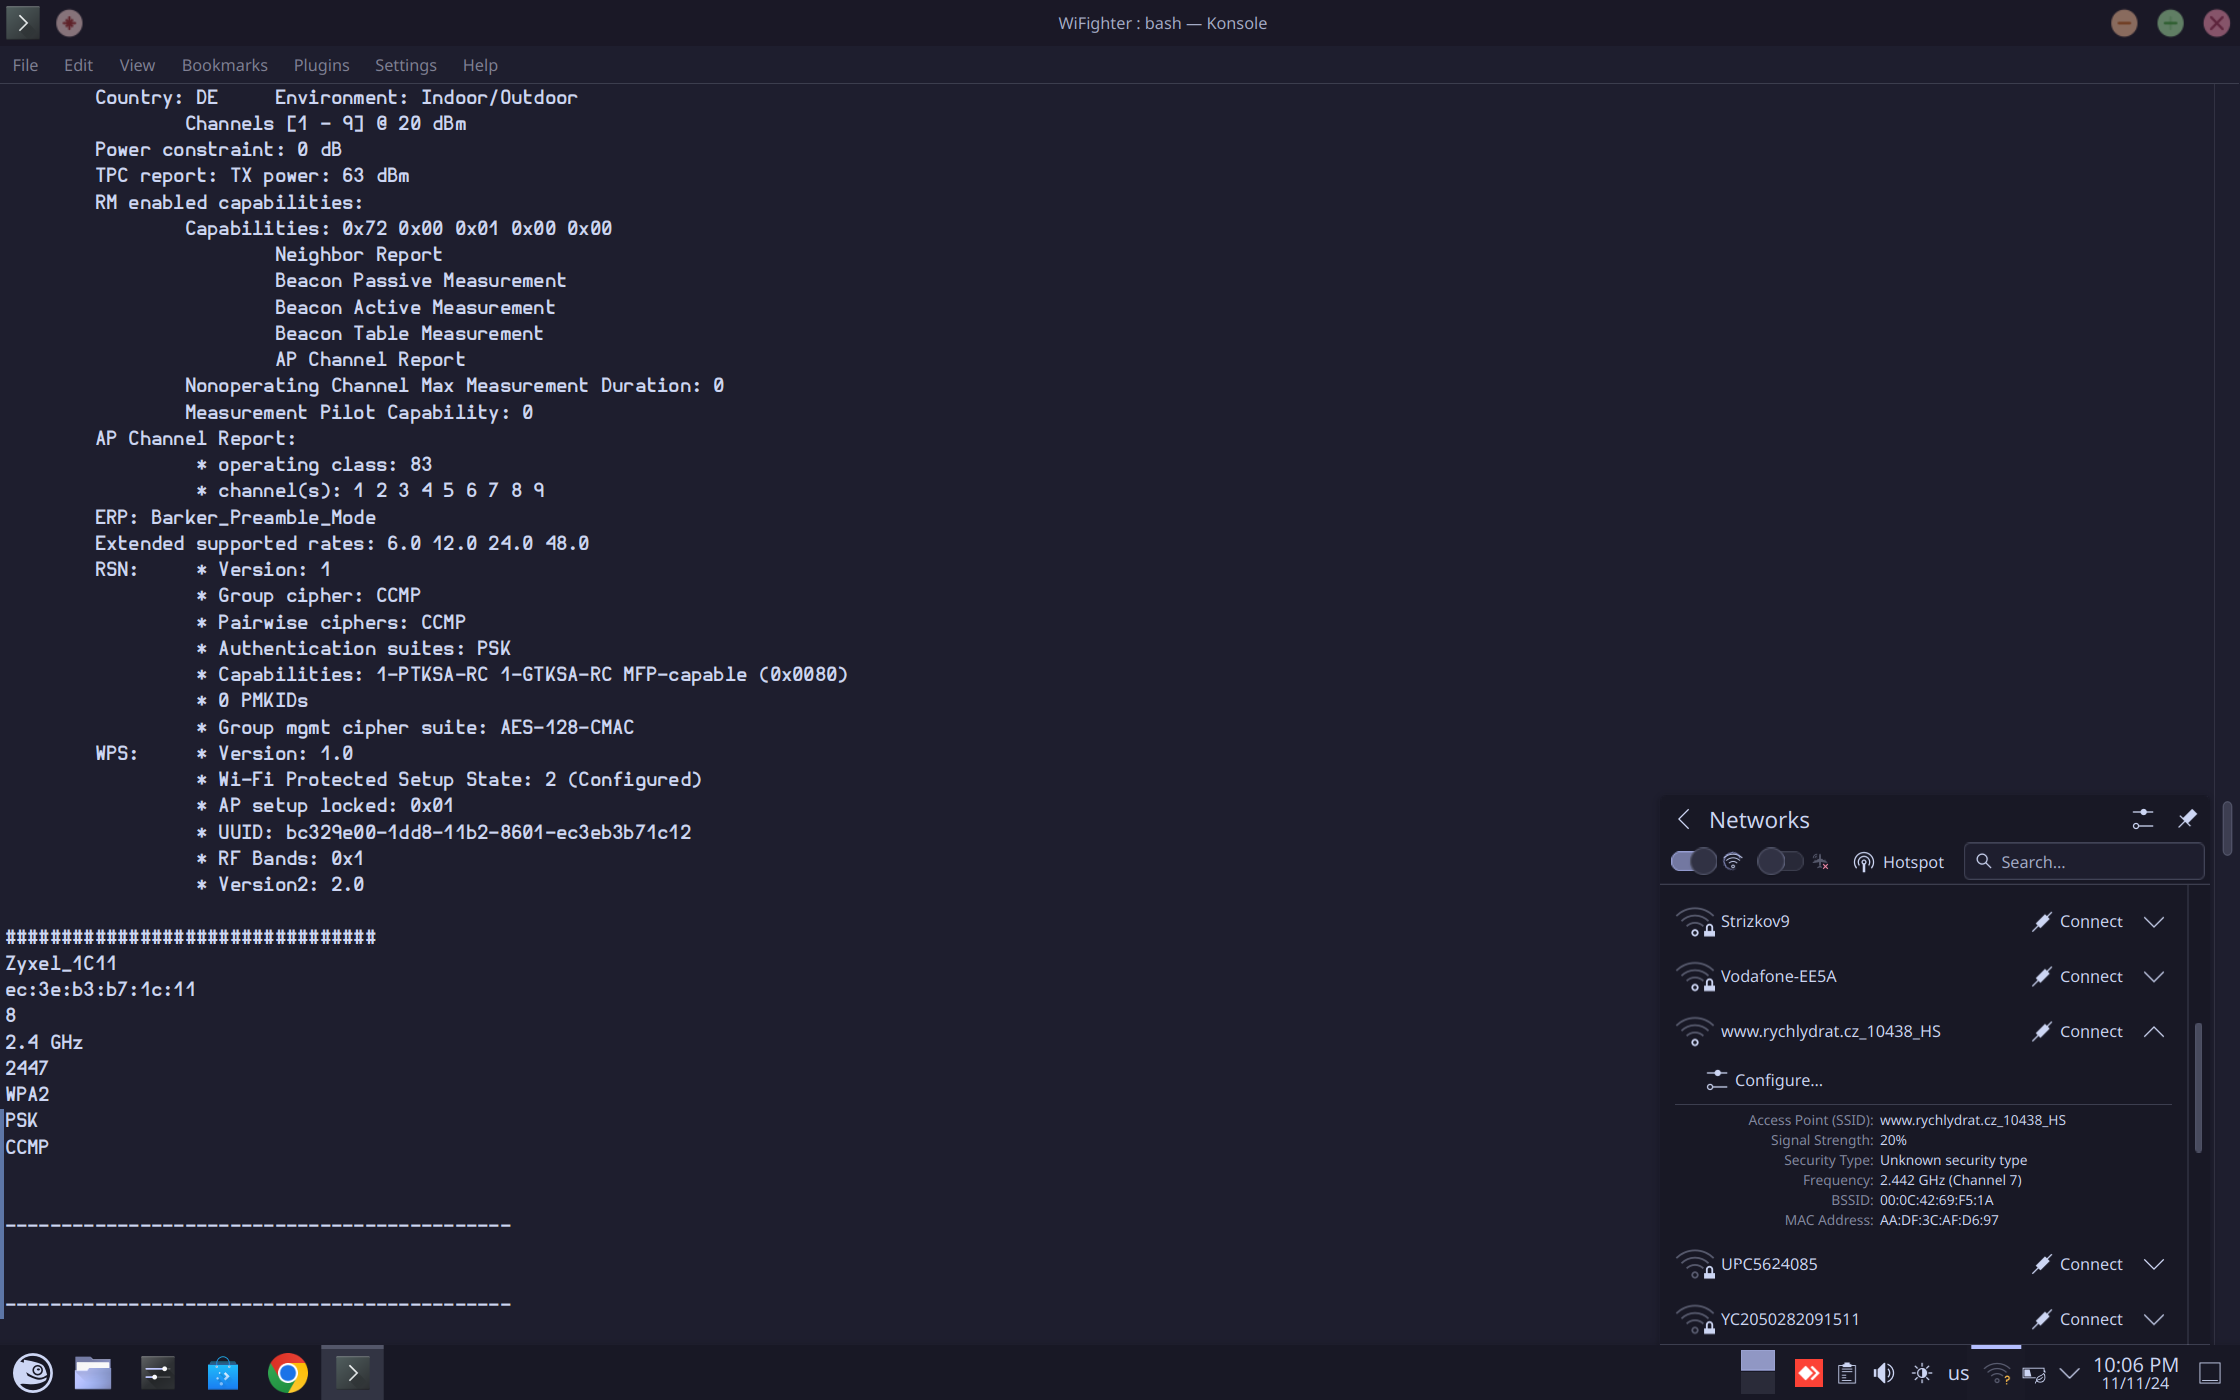 WiFighter : bash — Konsole
File Edit View Bookmarks Plugins Settings Help
Country: DE Environment: Indoor/Outdoor
Channels [1 - 9] @ 20 dBm
Power constraint: 0 dB
TPC report: TX power: 63 dBm
RM enabled capabilities:
Capabilities: 0x72 0x00 0x01 0x00 0x00
Neighbor Report
Beacon Passive Measurement
Beacon Active Measurement
Beacon Table Measurement
AP Channel Report
Nonoperating Channel Max Measurement Duration: 0
Measurement Pilot Capability: 0
AP Channel Report:
* operating class: 83
* channel(s): 1 2 3 4 5 6 7 8 9
ERP: Barker_Preamble_Mode
Extended supported rates: 6.0 12.0 24.0 48.0
RSN: * Version: 1
* Group cipher: CCMP
* Pairwise ciphers: CCMP
* Authentication suites: PSK
* Capabilities: 1-PTKSA-RC 1-GTKSA-RC MFP-capable (0x0080)
* 0 PMKIDs
* Group mgmt cipher suite: AES-128-CMAC
WPS: * Version: 1.0
* Wi-Fi Protected Setup State: 2 (Configured)
* AP setup locked: 0x01
* UUID: bc329e00-1dd8-11b2-8601-ec3eb3b71c12
* RF Bands: 0x1
* Version2: 2.0
#################################
Zyxel_1C11
ec:3e:b3:b7:1c:11
8
2.4 GHz
2447
WPA2
PSK
CCMP
---------------------------------------------
---------------------------------------------
Networks
Hotspot Search...
Strizkov9 Connect
Vodafone-EE5A Connect
www.rychlydrat.cz_10438_HS Connect
Configure...
Access Point (SSID): www.rychlydrat.cz_10438_HS
Signal Strength: 20%
Security Type: Unknown security type
Frequency: 2.442 GHz (Channel 7)
BSSID: 00:0C:42:69:F5:1A
MAC Address: AA:DF:3C:AF:D6:97
UPC5624085 Connect
YC2050282091511 Connect
us 10:06 PM
11/11/24